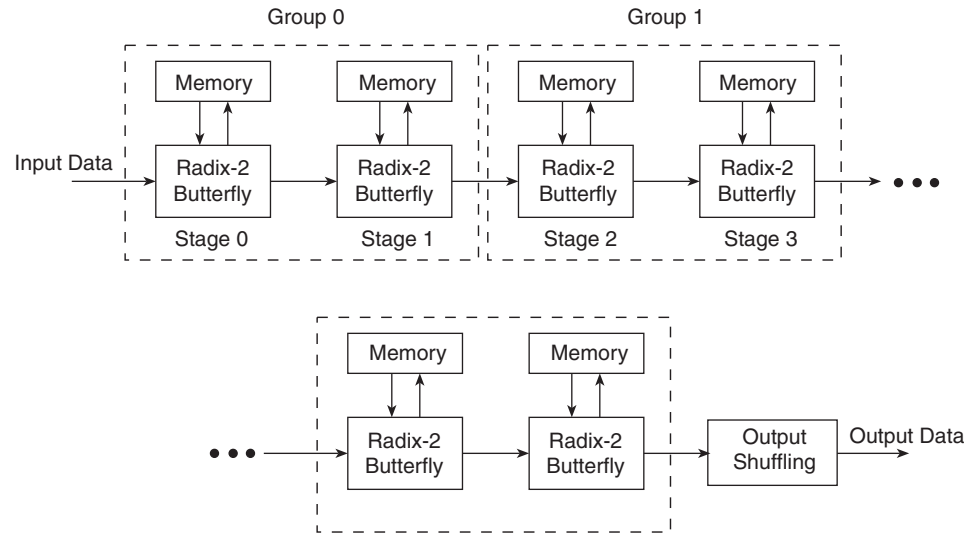 Group 0
Group 1
Memory
Memory
Memory
Memory
Input Data
Radix-2
Butterfly
Radix-2
Butterfly
Radix-2
Butterfly
Radix-2
Butterfly
Stage 0
Stage 1
Stage 2
Stage 3
Memory
Memory
Radix-2
Butterfly
Radix-2
Butterfly
Output
Shuffling
Output Data